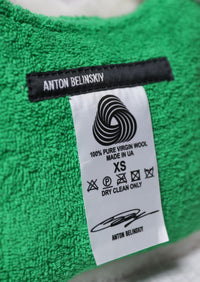 ANTON BELINSKIY
100% PURE VIRGIN WOOL
MADE IN UA
XS
DRY CLEAN ONLY
ANTON BELINSKIY